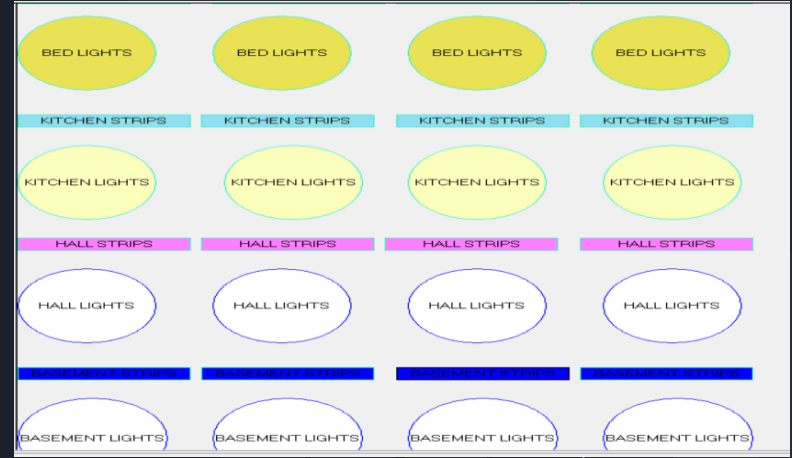 BED LIGHTS BED LIGHTS BED LIGHTS BED LIGHTS
KITCHEN STRIPS KITCHEN STRIPS KITCHEN STRIPS KITCHEN STRIPS
KITCHEN LIGHTS KITCHEN LIGHTS KITCHEN LIGHTS KITCHEN LIGHTS
HALL STRIPS HALL STRIPS HALL STRIPS HALL STRIPS
HALL LIGHTS HALL LIGHTS HALL LIGHTS HALL LIGHTS
BASEMENT STRIPS BASEMENT STRIPS BASEMENT STRIPS BASEMENT STRIPS
BASEMENT LIGHTS BASEMENT LIGHTS BASEMENT LIGHTS BASEMENT LIGHTS